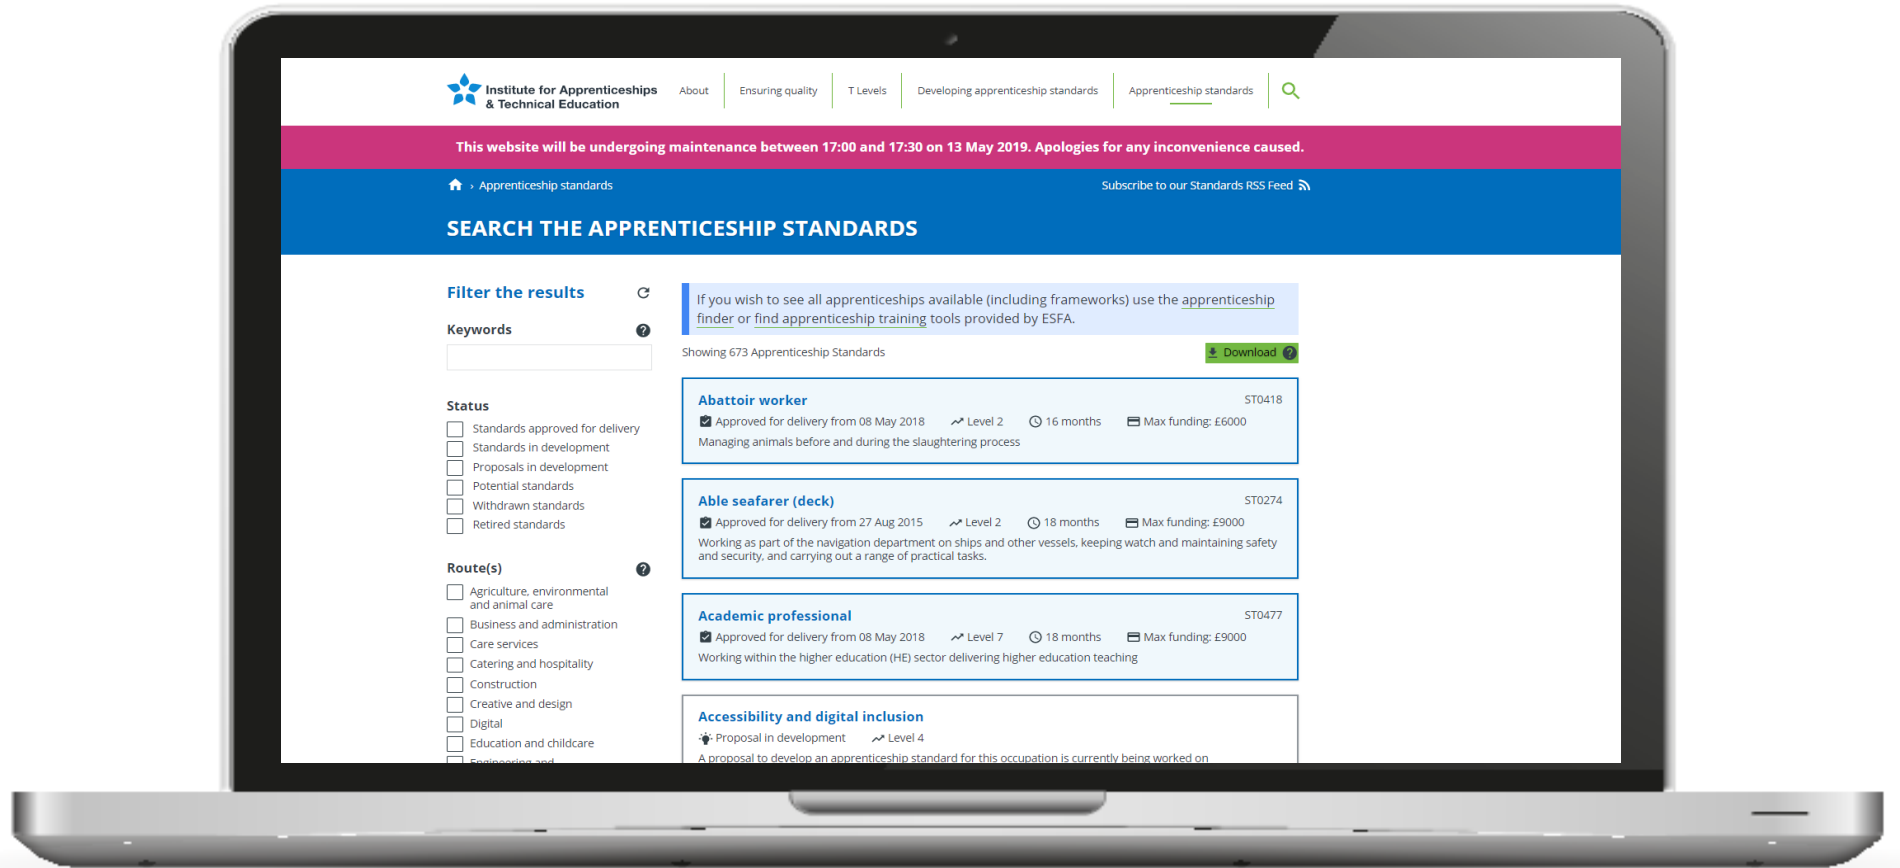 Institute for Apprenticeships
& Technical Education
About
Ensuring quality
T Levels
Developing apprenticeship standards
Apprenticeship standards
This website will be undergoing maintenance between 17:00 and 17:30 on 13 May 2019. Apologies for any inconvenience caused.
› Apprenticeship standards
Subscribe to our Standards RSS Feed
SEARCH THE APPRENTICESHIP STANDARDS
Filter the results
Keywords
Status
Standards approved for delivery
Standards in development
Proposals in development
Potential standards
Withdrawn standards
Retired standards
Route(s)
Agriculture, environmental
and animal care
Business and administration
Care services
Catering and hospitality
Construction
Creative and design
Digital
Education and childcare
Engineering and
If you wish to see all apprenticeships available (including frameworks) use the apprenticeship
finder or find apprenticeship training tools provided by ESFA.
Showing 673 Apprenticeship Standards
Download
Abattoir worker ST0418
Approved for delivery from 08 May 2018 Level 2 16 months Max funding: £6000
Managing animals before and during the slaughtering process
Able seafarer (deck) ST0274
Approved for delivery from 27 Aug 2015 Level 2 18 months Max funding: £9000
Working as part of the navigation department on ships and other vessels, keeping watch and maintaining safety
and security, and carrying out a range of practical tasks.
Academic professional ST0477
Approved for delivery from 08 May 2018 Level 7 18 months Max funding: £9000
Working within the higher education (HE) sector delivering higher education teaching
Accessibility and digital inclusion
Proposal in development Level 4
A proposal to develop an apprenticeship standard for this occupation is currently being worked on